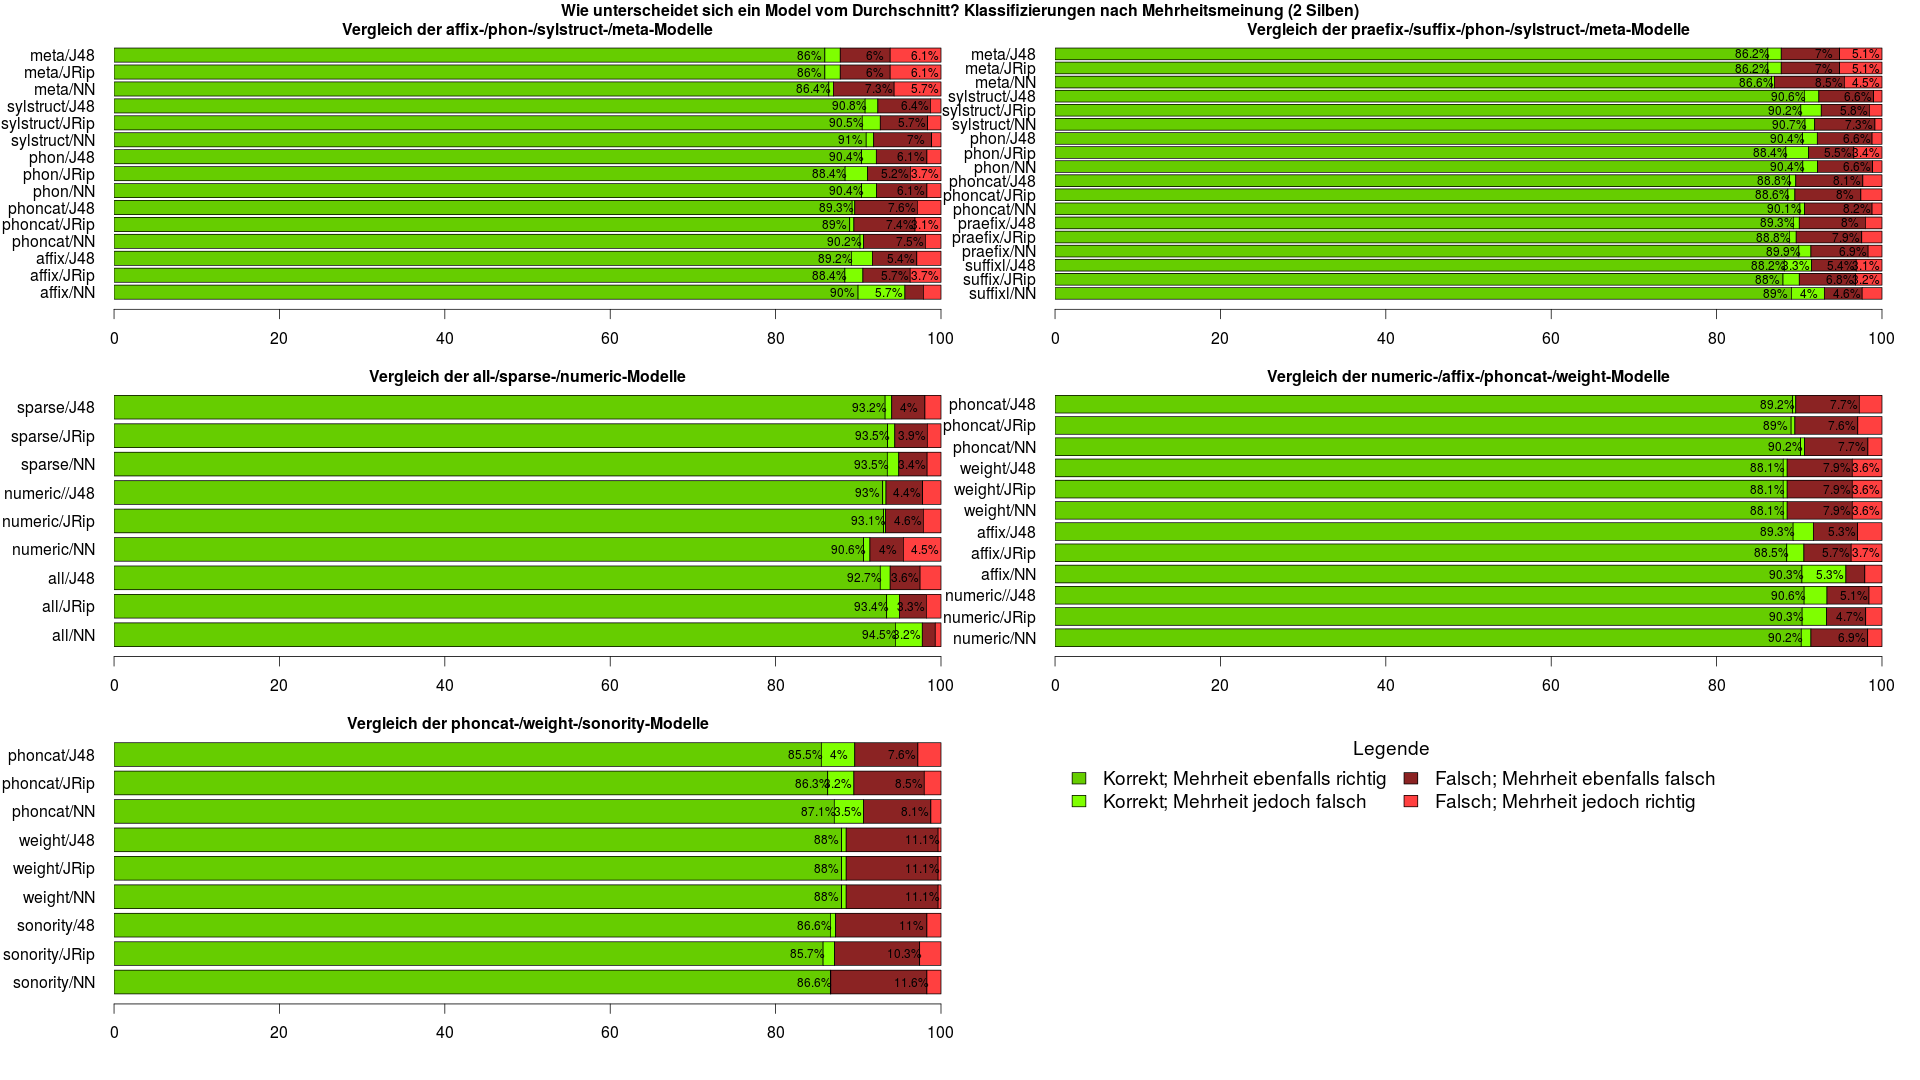 Wie unterscheidet sich ein Model vom Durchschnitt? Klassifizierungen nach Mehrheitsmeinung (2 Silben)
Vergleich der affix-/phon-/sylstruct-/meta-Modelle
meta/J48 86% 6% 6.1%
meta/JRip 86% 6% 6.1%
meta/NN 86.4% 7.3% 5.7%
sylstruct/J48 90.8% 6.4%
sylstruct/JRip 90.5% 5.7%
sylstruct/NN 91% 7%
phon/J48 90.4% 6.1%
phon/JRip 88.4% 5.2% 3.7%
phon/NN 90.4% 6.1%
phoncat/J48 89.3% 7.6%
phoncat/JRip 89% 7.4% 3.1%
phoncat/NN 90.2% 7.5%
affix/J48 89.2% 5.4%
affix/JRip 88.4% 5.7% 3.7%
affix/NN 90% 5.7%
0 20 40 60 80 100
Vergleich der praefix-/suffix-/phon-/sylstruct-/meta-Modelle
meta/J48 86.2% 7% 5.1%
meta/JRip 86.2% 7% 5.1%
meta/NN 86.6% 8.5% 4.5%
sylstruct/J48 90.6% 6.6%
sylstruct/JRip 90.2% 5.8%
sylstruct/NN 90.7% 7.3%
phon/J48 90.4% 6.6%
phon/JRip 88.4% 5.5% 3.4%
phon/NN 90.4% 6.6%
phoncat/J48 88.8% 8.1%
phoncat/JRip 88.6% 8%
phoncat/NN 90.1% 8.2%
praefix/J48 89.3% 8%
praefix/JRip 88.8% 7.9%
praefix/NN 89.9% 6.9%
suffixl/J48 88.2% 3.3% 5.4% 3.1%
suffix/JRip 88% 6.8% 3.2%
suffixl/NN 89% 4% 4.6%
0 20 40 60 80 100
Vergleich der all-/sparse-/numeric-Modelle
sparse/J48 93.2% 4%
sparse/JRip 93.5% 3.9%
sparse/NN 93.5% 3.4%
numeric//J48 93% 4.4%
numeric/JRip 93.1% 4.6%
numeric/NN 90.6% 4% 4.5%
all/J48 92.7% 3.6%
all/JRip 93.4% 3.3%
all/NN 94.5% 3.2%
0 20 40 60 80 100
Vergleich der numeric-/affix-/phoncat-/weight-Modelle
phoncat/J48 89.2% 7.7%
phoncat/JRip 89% 7.6%
phoncat/NN 90.2% 7.7%
weight/J48 88.1% 7.9% 3.6%
weight/JRip 88.1% 7.9% 3.6%
weight/NN 88.1% 7.9% 3.6%
affix/J48 89.3% 5.3%
affix/JRip 88.5% 5.7% 3.7%
affix/NN 90.3% 5.3%
numeric//J48 90.6% 5.1%
numeric/JRip 90.3% 4.7%
numeric/NN 90.2% 6.9%
0 20 40 60 80 100
Vergleich der phoncat-/weight-/sonority-Modelle
phoncat/J48 85.5% 4% 7.6%
phoncat/JRip 86.3% 3.2% 8.5%
phoncat/NN 87.1% 3.5% 8.1%
weight/J48 88% 11.1%
weight/JRip 88% 11.1%
weight/NN 88% 11.1%
sonority/48 86.6% 11%
sonority/JRip 85.7% 10.3%
sonority/NN 86.6% 11.6%
0 20 40 60 80 100
Legende
Korrekt; Mehrheit ebenfalls richtig Falsch; Mehrheit ebenfalls falsch
Korrekt; Mehrheit jedoch falsch Falsch; Mehrheit jedoch richtig